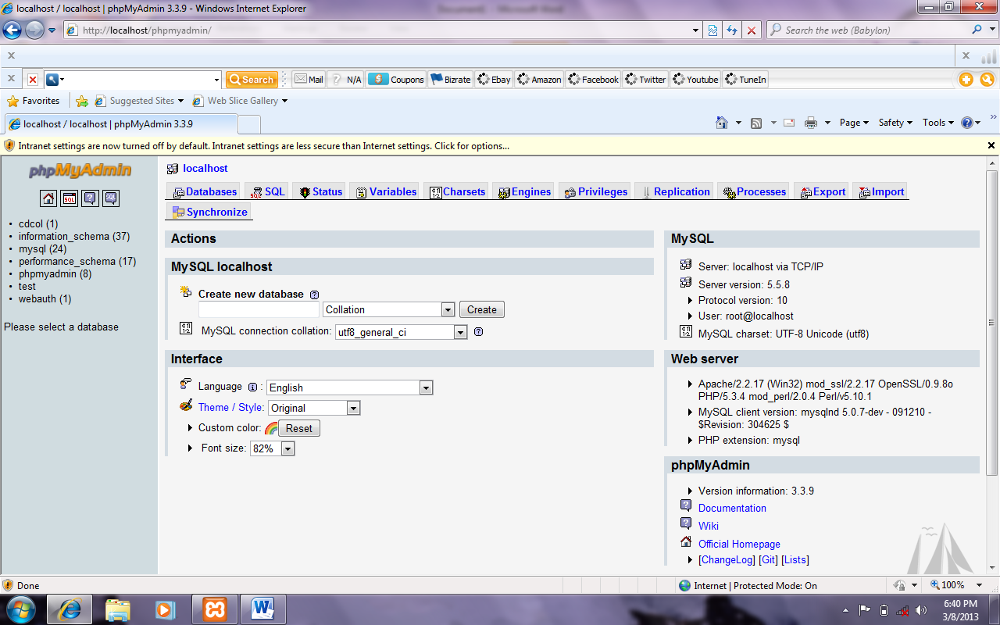 localhost / localhost | phpMyAdmin 3.3.9 - Windows Internet Explorer
http://localhost/phpmyadmin/
Search the web (Babylon)
Search Mail N/A Coupons Bizrate Ebay Amazon Facebook Twitter Youtube TuneIn
Favorites Suggested Sites Web Slice Gallery
localhost / localhost | phpMyAdmin 3.3.9
Page Safety Tools
Intranet settings are now turned off by default. Intranet settings are less secure than Internet settings. Click for options...
phpMyAdmin
SQL
cdcol (1)
information_schema (37)
mysql (24)
performance_schema (17)
phpmyadmin (8)
test
webauth (1)
Please select a database
localhost
Databases SQL Status Variables Charsets Engines Privileges Replication Processes Export Import
Synchronize
Actions
MySQL localhost
Create new database
Collation Create
MySQL connection collation: utf8_general_ci
Interface
Language : English
Theme / Style: Original
Custom color: Reset
Font size: 82%
MySQL
Server: localhost via TCP/IP
Server version: 5.5.8
Protocol version: 10
User: root@localhost
MySQL charset: UTF-8 Unicode (utf8)
Web server
Apache/2.2.17 (Win32) mod_ssl/2.2.17 OpenSSL/0.9.8o
PHP/5.3.4 mod_perl/2.0.4 Perl/v5.10.1
MySQL client version: mysqlnd 5.0.7-dev - 091210 -
$Revision: 304625 $
PHP extension: mysql
phpMyAdmin
Version information: 3.3.9
Documentation
Wiki
Official Homepage
[ChangeLog] [Git] [Lists]
Done
Internet | Protected Mode: On
100%
6:40 PM
3/8/2013